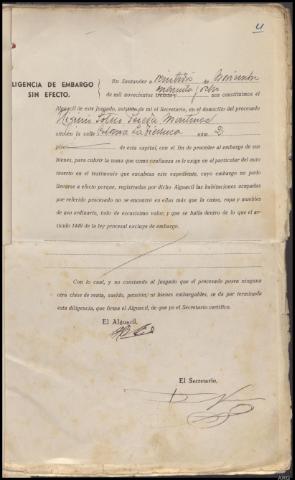 4
DILIGENCIA DE EMBARGO
SIN EFECTO.
En Santander a veintidos de Noviembre
de mil novecientos treinta y ocho nos constituimos el
Alguacil de este Juzgado, asistido de mí el Secretario, en el domicilio del procesado
Martinez
sito en la calle núm. 3
piso de esta capital, con el fin de proceder al embargo de sus
bienes, para cubrir la suma que como confianza se le exige en el particular del auto
inserto en el testimonio que encabeza este expediente, cuyo embargo no pudo
llevarse a efecto porque, registradas por dicho Alguacil las habitaciones ocupadas
por referido procesado no se encontró en ellas más que la cama, ropa y muebles
de uso ordinario, todo de escasísimo valor, y que se halla dentro de lo que el ar-
tículo 1449 de la ley procesal excluye de embargo.
Con lo cual, y no constando al Juzgado que el procesado posea ninguna
otra clase de renta, sueldo, pensión, ni bienes embargables, se da por terminada
esta diligencia, que firma el Alguacil, de que yo el Secretario certifico.
El Alguacil,
El Secretario,